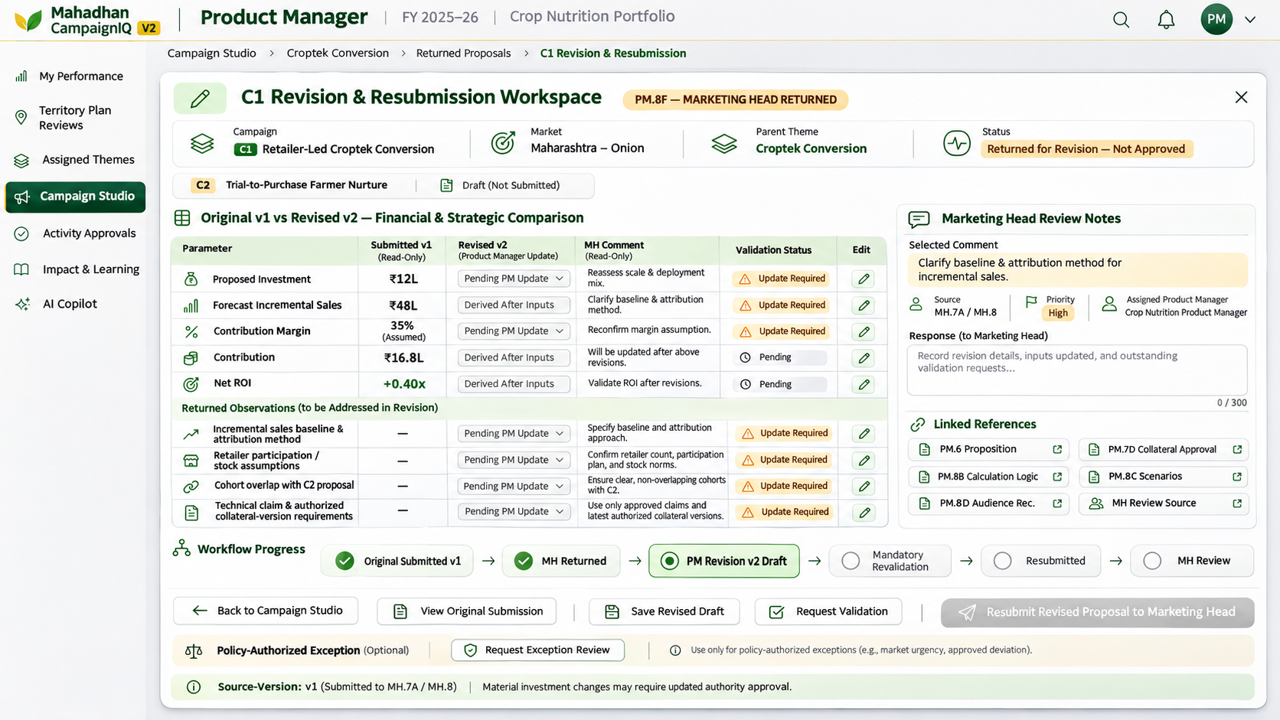 Mahadhan
CampaignIQ V2
Product Manager | FY 2025–26 | Crop Nutrition Portfolio
PM
My Performance
Territory Plan
Reviews
Assigned Themes
Campaign Studio
Activity Approvals
Impact & Learning
AI Copilot
Campaign Studio > Croptek Conversion > Returned Proposals > C1 Revision & Resubmission
C1 Revision & Resubmission Workspace
PM.8F — MARKETING HEAD RETURNED
Campaign
C1 Retailer-Led Croptek Conversion
Market
Maharashtra – Onion
Parent Theme
Croptek Conversion
Status
Returned for Revision — Not Approved
C2 Trial-to-Purchase Farmer Nurture | Draft (Not Submitted)
Original v1 vs Revised v2 — Financial & Strategic Comparison
Parameter
Submitted v1
(Read-Only)
Revised v2
(Product Manager Update)
MH Comment
(Read-Only)
Validation Status
Edit
Proposed Investment
₹12L
Pending PM Update
Reassess scale & deployment
mix.
Update Required
Forecast Incremental Sales
₹48L
Derived After Inputs
Clarify baseline & attribution
method.
Update Required
Contribution Margin
35%
(Assumed)
Pending PM Update
Reconfirm margin assumption.
Update Required
Contribution
₹16.8L
Derived After Inputs
Will be updated after above
revisions.
Pending
Net ROI
+0.40x
Derived After Inputs
Validate ROI after revisions.
Pending
Returned Observations (to be Addressed in Revision)
Incremental sales baseline &
attribution method
—
Pending PM Update
Specify baseline and attribution
approach.
Update Required
Retailer participation /
stock assumptions
—
Pending PM Update
Confirm retailer count, participation
plan, and stock norms.
Update Required
Cohort overlap with C2 proposal
—
Pending PM Update
Ensure clear, non-overlapping cohorts
with C2.
Update Required
Technical claim & authorized
collateral-version requirements
—
Pending PM Update
Use only approved claims and
latest authorized collateral versions.
Update Required
Marketing Head Review Notes
Selected Comment
Clarify baseline & attribution method for
incremental sales.
Source
MH.7A / MH.8
Priority
High
Assigned Product Manager
Crop Nutrition Product Manager
Response (to Marketing Head)
Record revision details, inputs updated, and outstanding
validation requests...
0 / 300
Linked References
PM.6 Proposition
PM.7D Collateral Approval
PM.8B Calculation Logic
PM.8C Scenarios
PM.8D Audience Rec.
MH Review Source
Workflow Progress
Original Submitted v1 → MH Returned → PM Revision v2 Draft → Mandatory
Revalidation → Resubmitted → MH Review
Back to Campaign Studio
View Original Submission
Save Revised Draft
Request Validation
Resubmit Revised Proposal to Marketing Head
Policy-Authorized Exception (Optional)
Request Exception Review
Use only for policy-authorized exceptions (e.g., market urgency, approved deviation).
Source-Version: v1 (Submitted to MH.7A / MH.8) | Material investment changes may require updated authority approval.